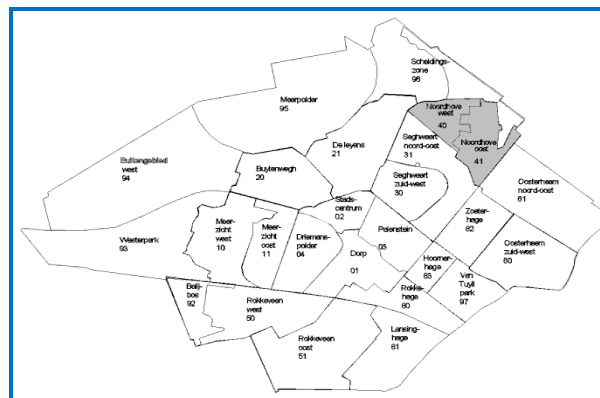 Scheidings-
zone
96
Meerpolder
95
Noordhove
west
40
Noordhove
oost
41
De leyens
21
Seghwaert
noord-oost
31
Buitengebied
west
94
Buytenwegh
20
Seghwaert
zuid-west
30
Oosterheem
noord-oost
61
Stads-
centrum
02
Zoeter-
hage
82
Westerpark
93
Meer-
zicht
west
10
Meer-
zicht
oost
11
Driemans-
polder
04
Palenstein
03
Dorp
01
Hoorner-
hage
83
Oosterheem
zuid-west
60
Van
Tuyll
park
97
Rokke-
hage
80
Balij-
bos
92
Rokkeveen
west
50
Rokkeveen
oost
51
Lansing-
hage
81